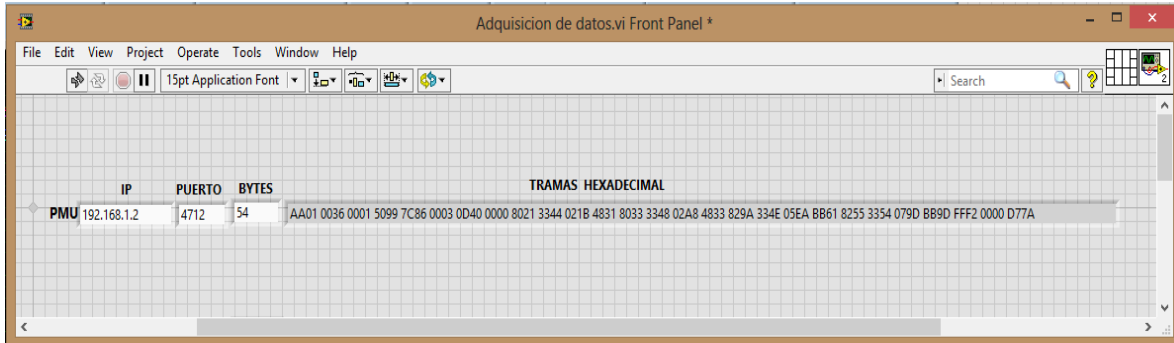 Adquisicion de datos.vi Front Panel *
File Edit View Project Operate Tools Window Help
15pt Application Font
Search
2
TRAMAS HEXADECIMAL
IP PUERTO BYTES
PMU 192.168.1.2 4712 54 AA01 0036 0001 5099 7C86 0003 0D40 0000 8021 3344 021B 4831 8033 3348 02A8 4833 829A 334E 05EA BB61 8255 3354 079D BB9D FFF2 0000 D77A